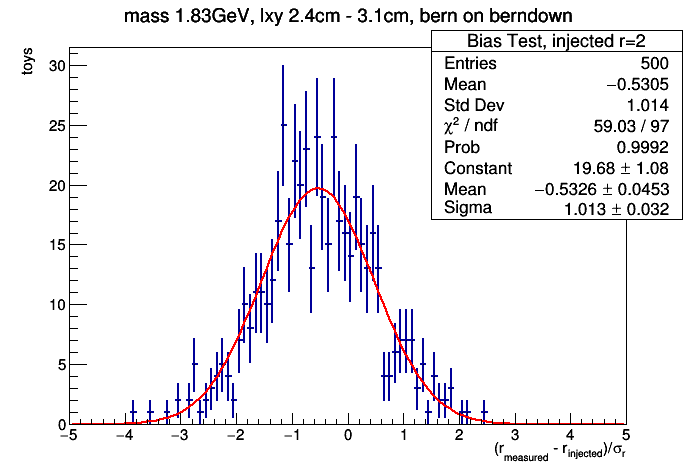 mass 1.83GeV, lxy 2.4cm - 3.1cm, bern on berndown
Bias Test, injected r=2
Entries 500
Mean −0.5305
Std Dev 1.014
χ² / ndf 59.03 / 97
Prob 0.9992
Constant 19.68 ± 1.08
Mean −0.5326 ± 0.0453
Sigma 1.013 ± 0.032
toys
30
25
20
15
10
5
0
−5 −4 −3 −2 −1 0 1 2 3 4 5
(r_measured - r_injected)/σ_r